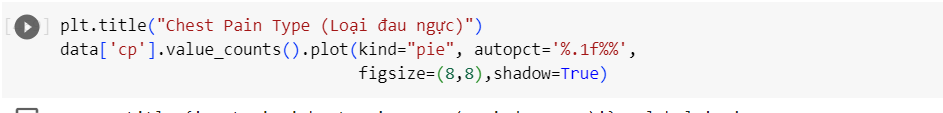 plt.title("Chest Pain Type (Loại đau ngực)")
data['cp'].value_counts().plot(kind="pie", autopct='%.1f%%',
figsize=(8,8),shadow=True)